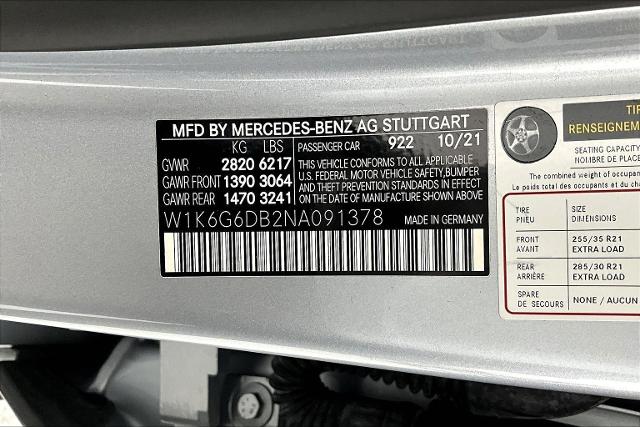 MFD BY MERCEDES-BENZ AG STUTTGART
KG LBS PASSENGER CAR 922 10/21
GVWR 2820 6217
GAWR FRONT 1390 3064
GAWR REAR 1470 3241
THIS VEHICLE CONFORMS TO ALL APPLICABLE
U.S. FEDERAL MOTOR VEHICLE SAFETY, BUMPER
AND THEFT PREVENTION STANDARDS IN EFFECT
ON THE DATE OF MANUFACTURE SHOWN ABOVE
W1K6G6DB2NA091378 MADE IN GERMANY
TIR
RENSEIGNEME
SEATING CAPACITY
NOMBRE DE PLACE
The combined weight of occupan
Le poids total des occupants et du charg
TIRE SIZE
PNEU DIMENSIONS
FRONT 255/35 R21
AVANT EXTRA LOAD
REAR 285/30 R21
ARRIÈRE EXTRA LOAD
SPARE NONE / AUCUN
DE SECOURS